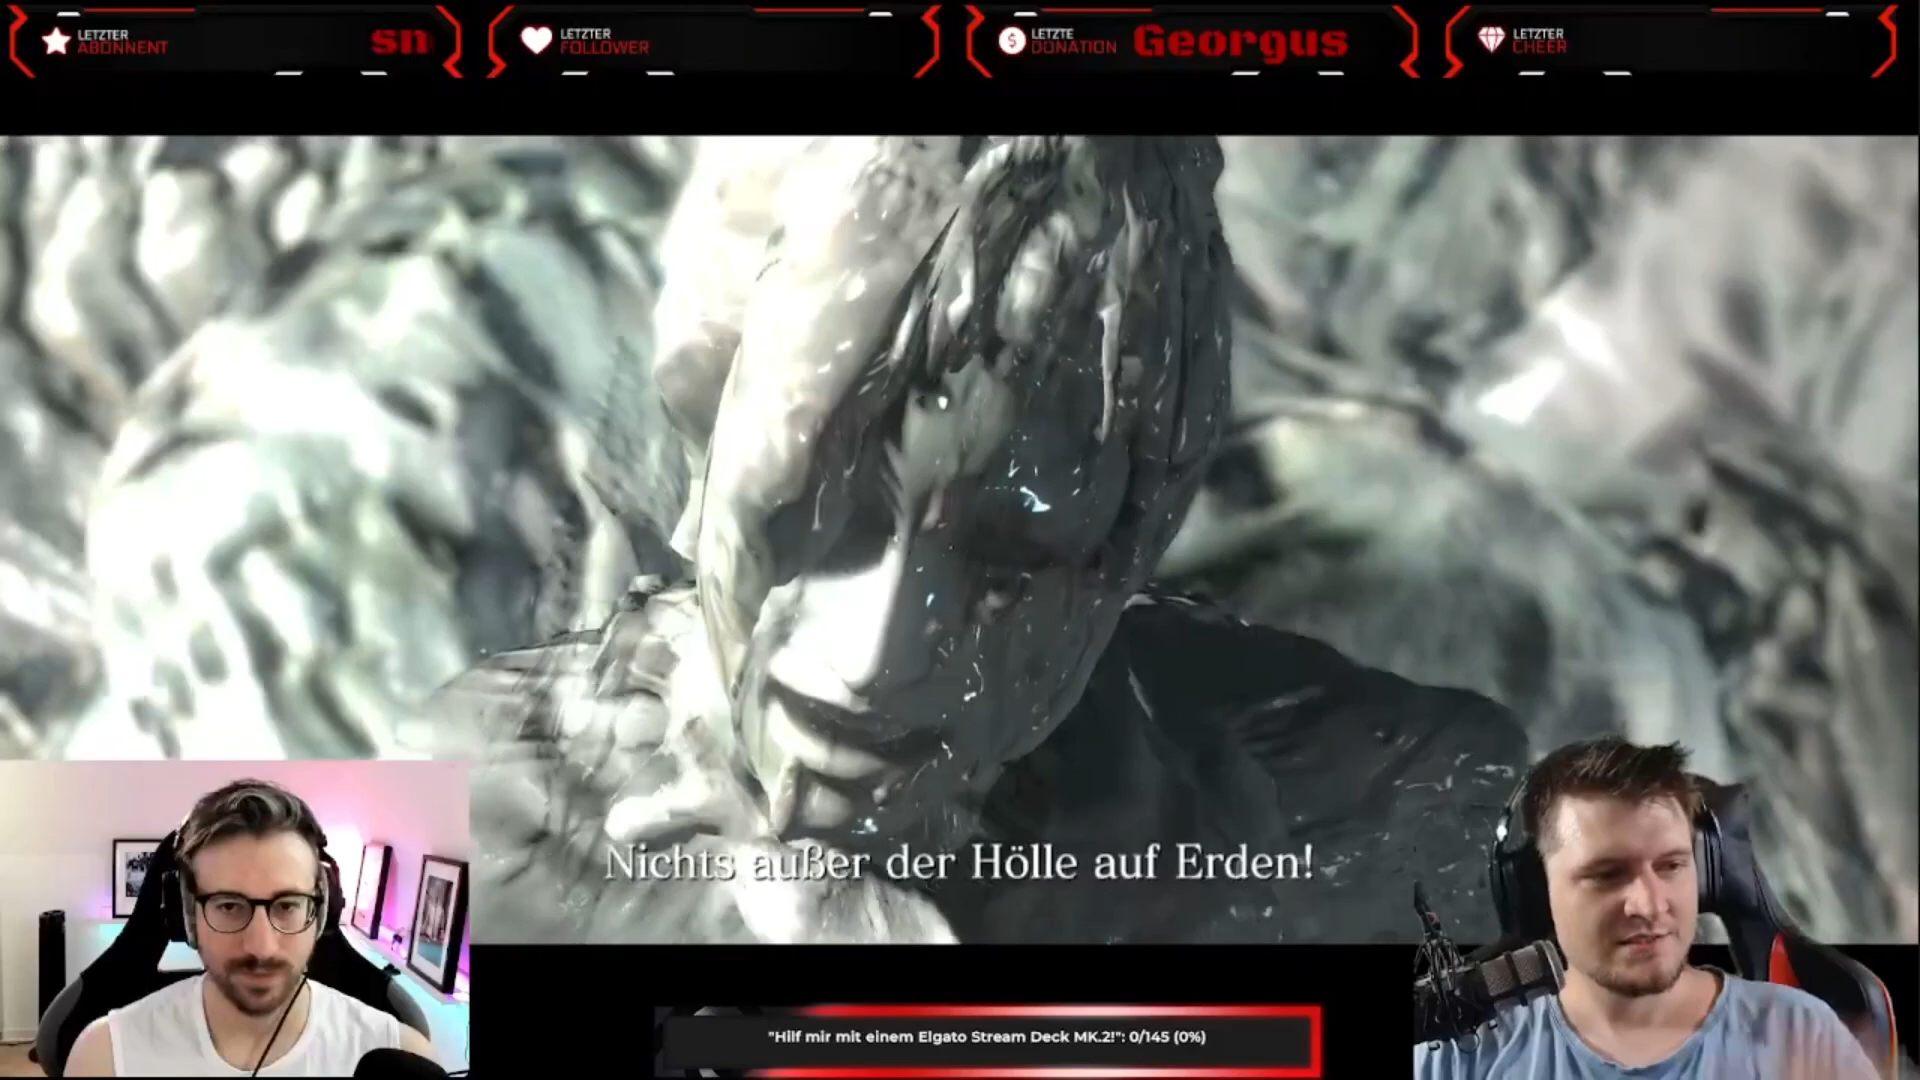 LETZTER
ABONNENT
sn
LETZTER
FOLLOWER
LETZTE
DONATION
Georgus
LETZTER
CHEER
Nichts außer der Hölle auf Erden!
"Hilf mir mit einem Elgato Stream Deck MK.2!": 0/145 (0%)